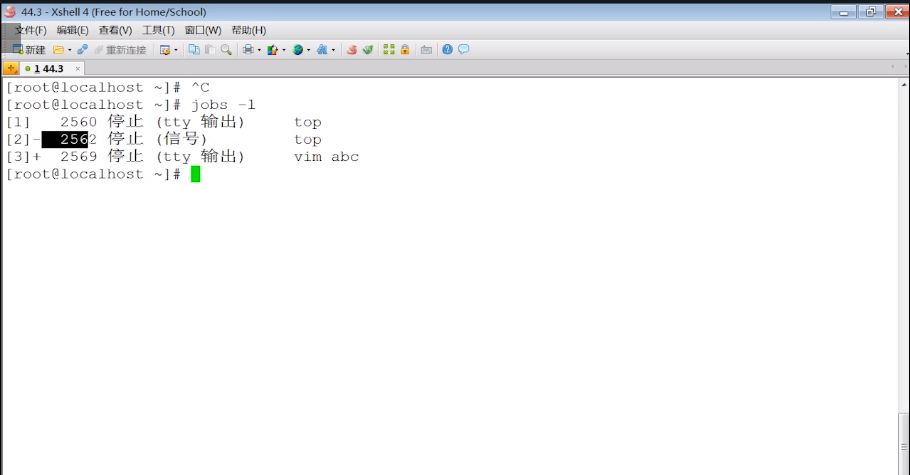 44.3 - Xshell 4 (Free for Home/School)
文件(F) 编辑(E) 查看(V) 工具(T) 窗口(W) 帮助(H)
新建 重新连接
1 44.3
[root@localhost ~]# ^C
[root@localhost ~]# jobs -l
[1]   2560 停止 (tty 输出)     top
[2]-  2562 停止 (信号)         top
[3]+  2569 停止 (tty 输出)     vim abc
[root@localhost ~]#